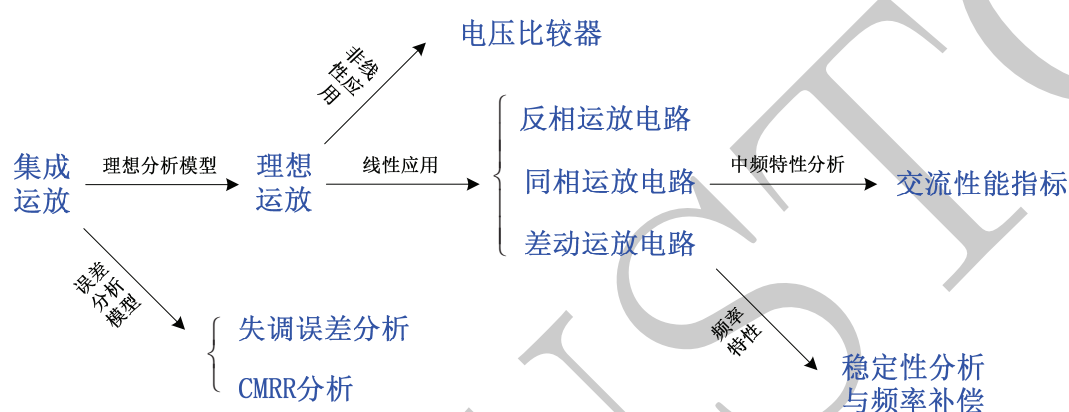 电压比较器
非线
性应
用
反相运放电路
集成
运放
理想分析模型
理想
运放
线性应用
同相运放电路
中频特性分析
交流性能指标
差动运放电路
误差
分析
模型
失调误差分析
CMRR分析
频率
特性
稳定性分析
与频率补偿
USTC